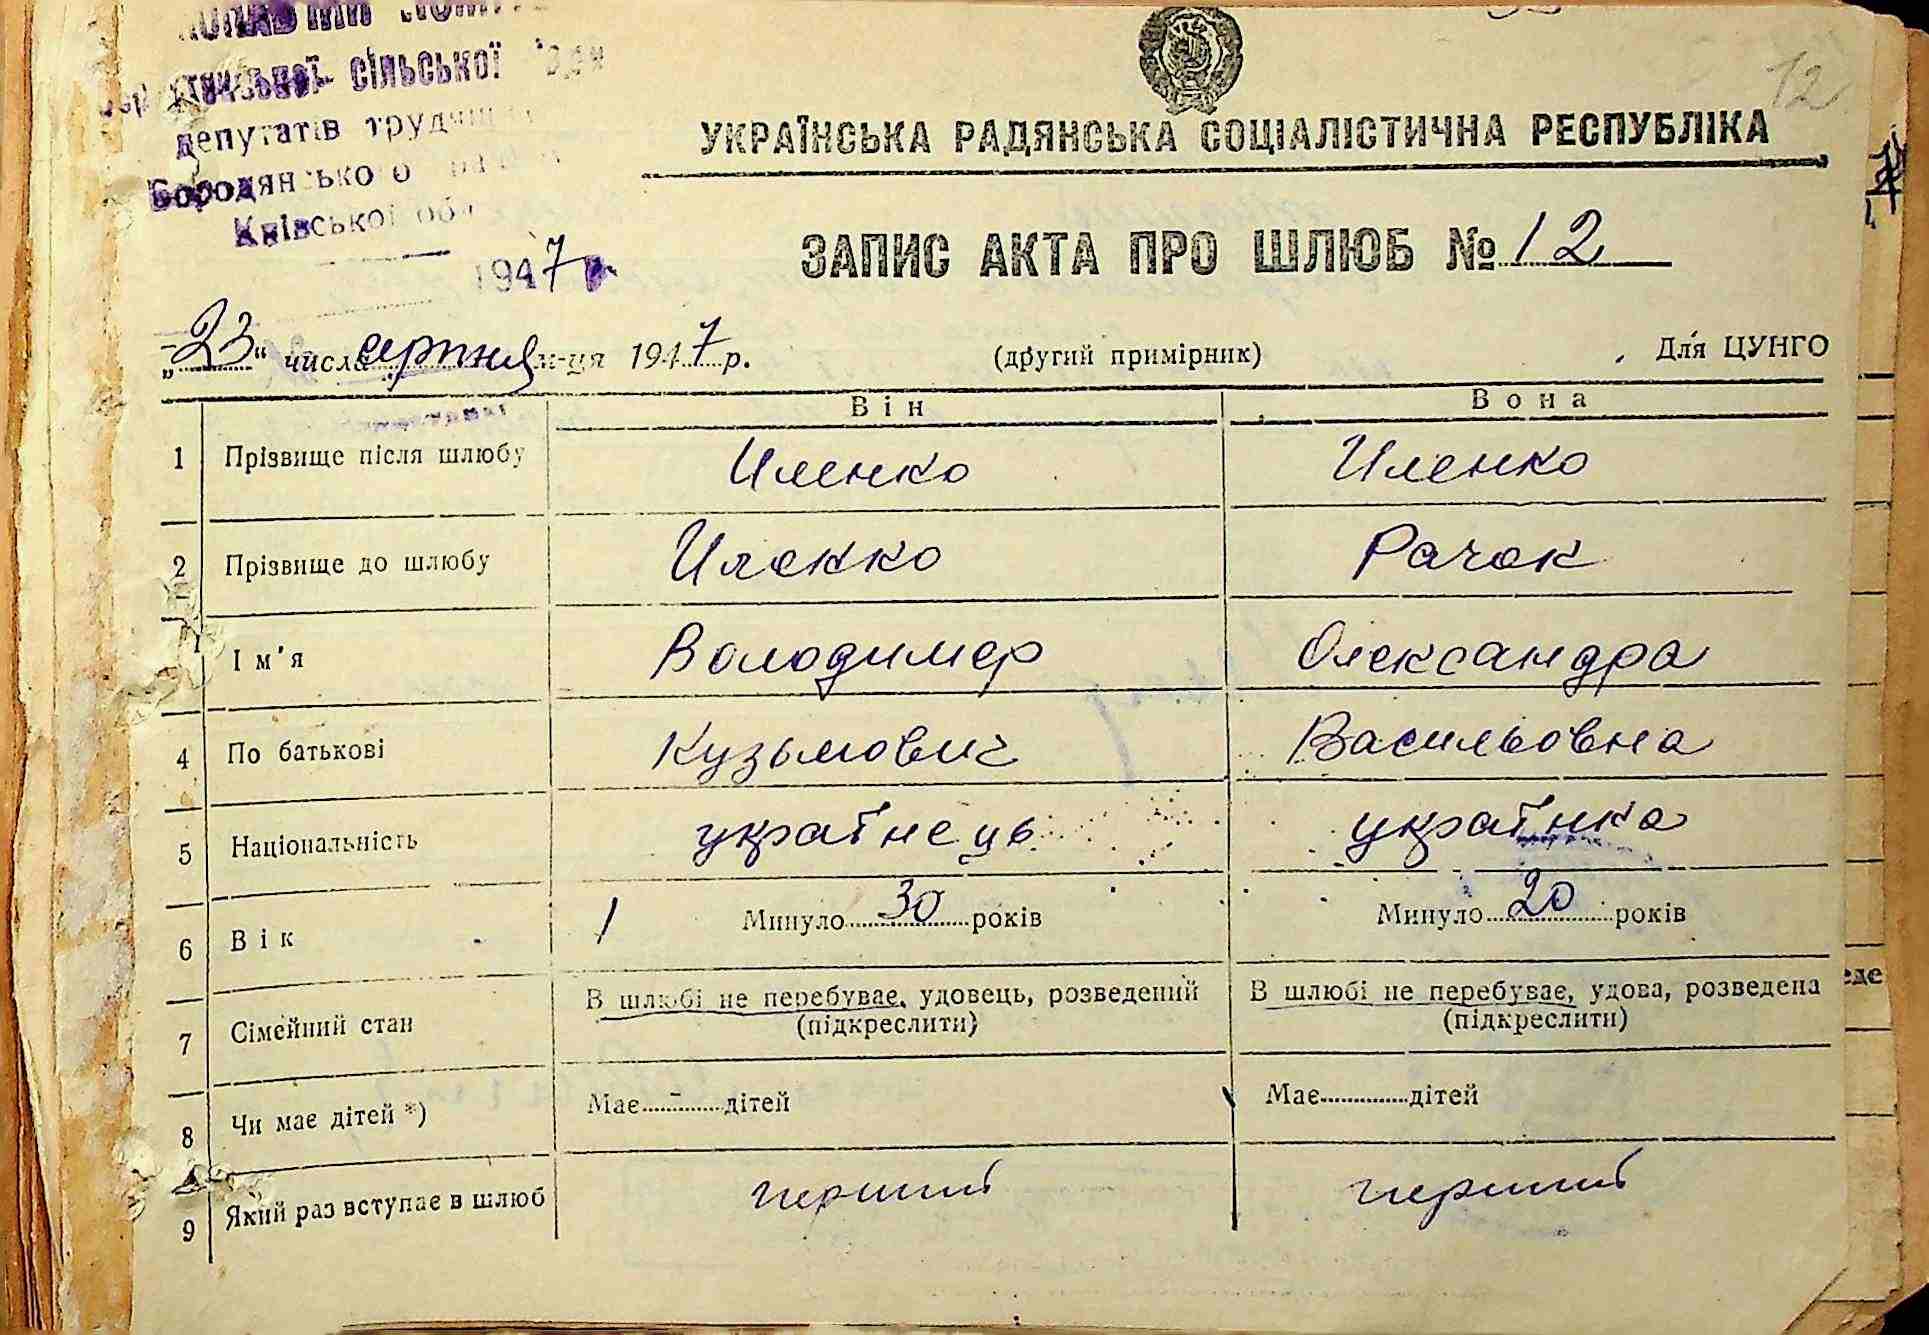 сільської
депутатів трудящих
Бородянського
Київської обл
1947 р.
12
УКРАЇНСЬКА РАДЯНСЬКА СОЦІАЛІСТИЧНА РЕСПУБЛІКА
ЗАПИС АКТА ПРО ШЛЮБ № 12
„23“ числа серпня м-ця 1947 р. (другий примірник) Для ЦУНГО
Він Вона
1 Прізвище після шлюбу Иленко Иленко
2 Прізвище до шлюбу Иленко Рачок
Ім'я Володимер Олександра
4 По батькові Кузьмович Васильовна
5 Національність українець українка
6 Вік Минуло 30 років Минуло 20 років
7 Сімейний стан В шлюбі не перебуває, удовець, розведений В шлюбі не перебуває, удова, розведена
(підкреслити) (підкреслити)
8 Чи має дітей *) Має - дітей Має дітей
9 Який раз вступає в шлюб перший перший